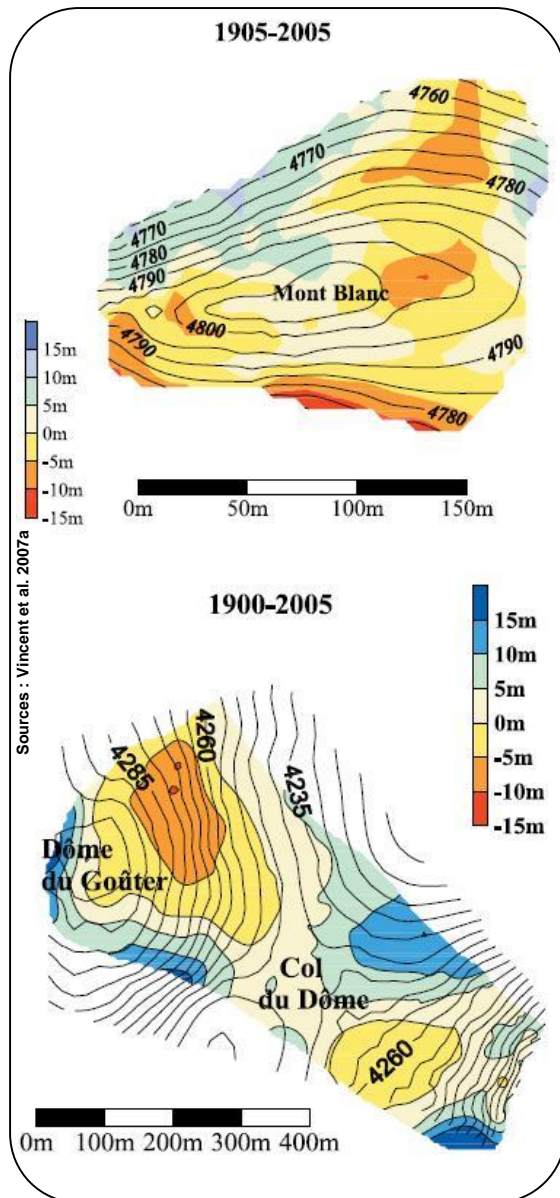 1905-2005
4760
4770
4780
4770
4780
4790
Mont Blanc
4800
4790
4790
4780
15m
10m
5m
0m
-5m
-10m
-15m
0m 50m 100m 150m
Sources : Vincent et al. 2007a
1900-2005
15m
10m
5m
0m
-5m
-10m
-15m
4260
4285
4235
Dôme
du Goûter
Col
du Dôme
4260
0m 100m 200m 300m 400m